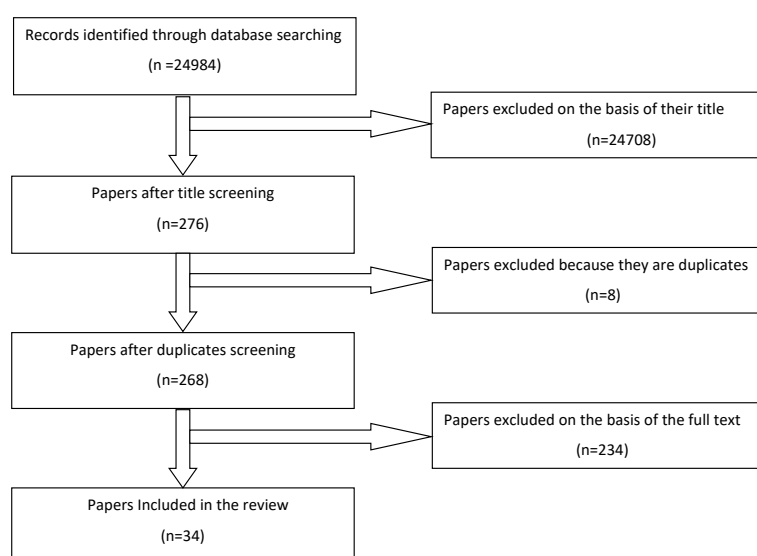 Records identified through database searching
(n =24984)
Papers excluded on the basis of their title
(n=24708)
Papers after title screening
(n=276)
Papers excluded because they are duplicates
(n=8)
Papers after duplicates screening
(n=268)
Papers excluded on the basis of the full text
(n=234)
Papers Included in the review
(n=34)